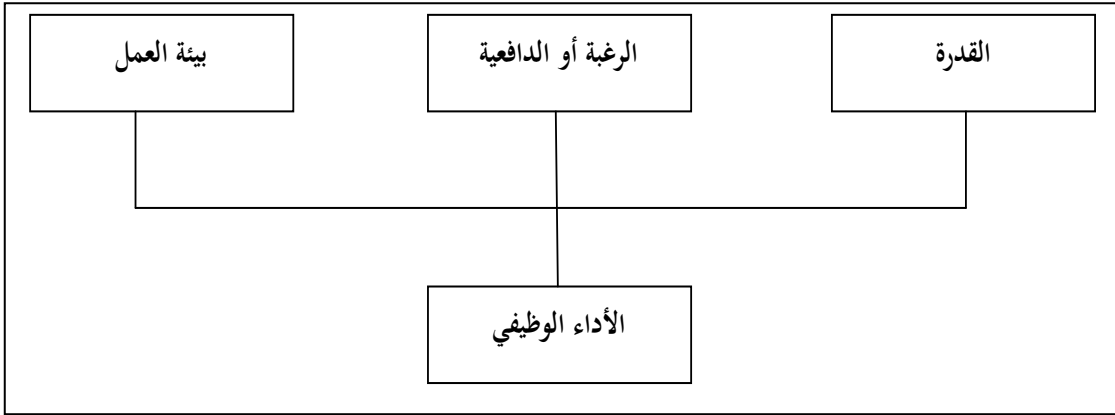 القدرة
الرغبة أو الدافعية
بيئة العمل
الأداء الوظيفي